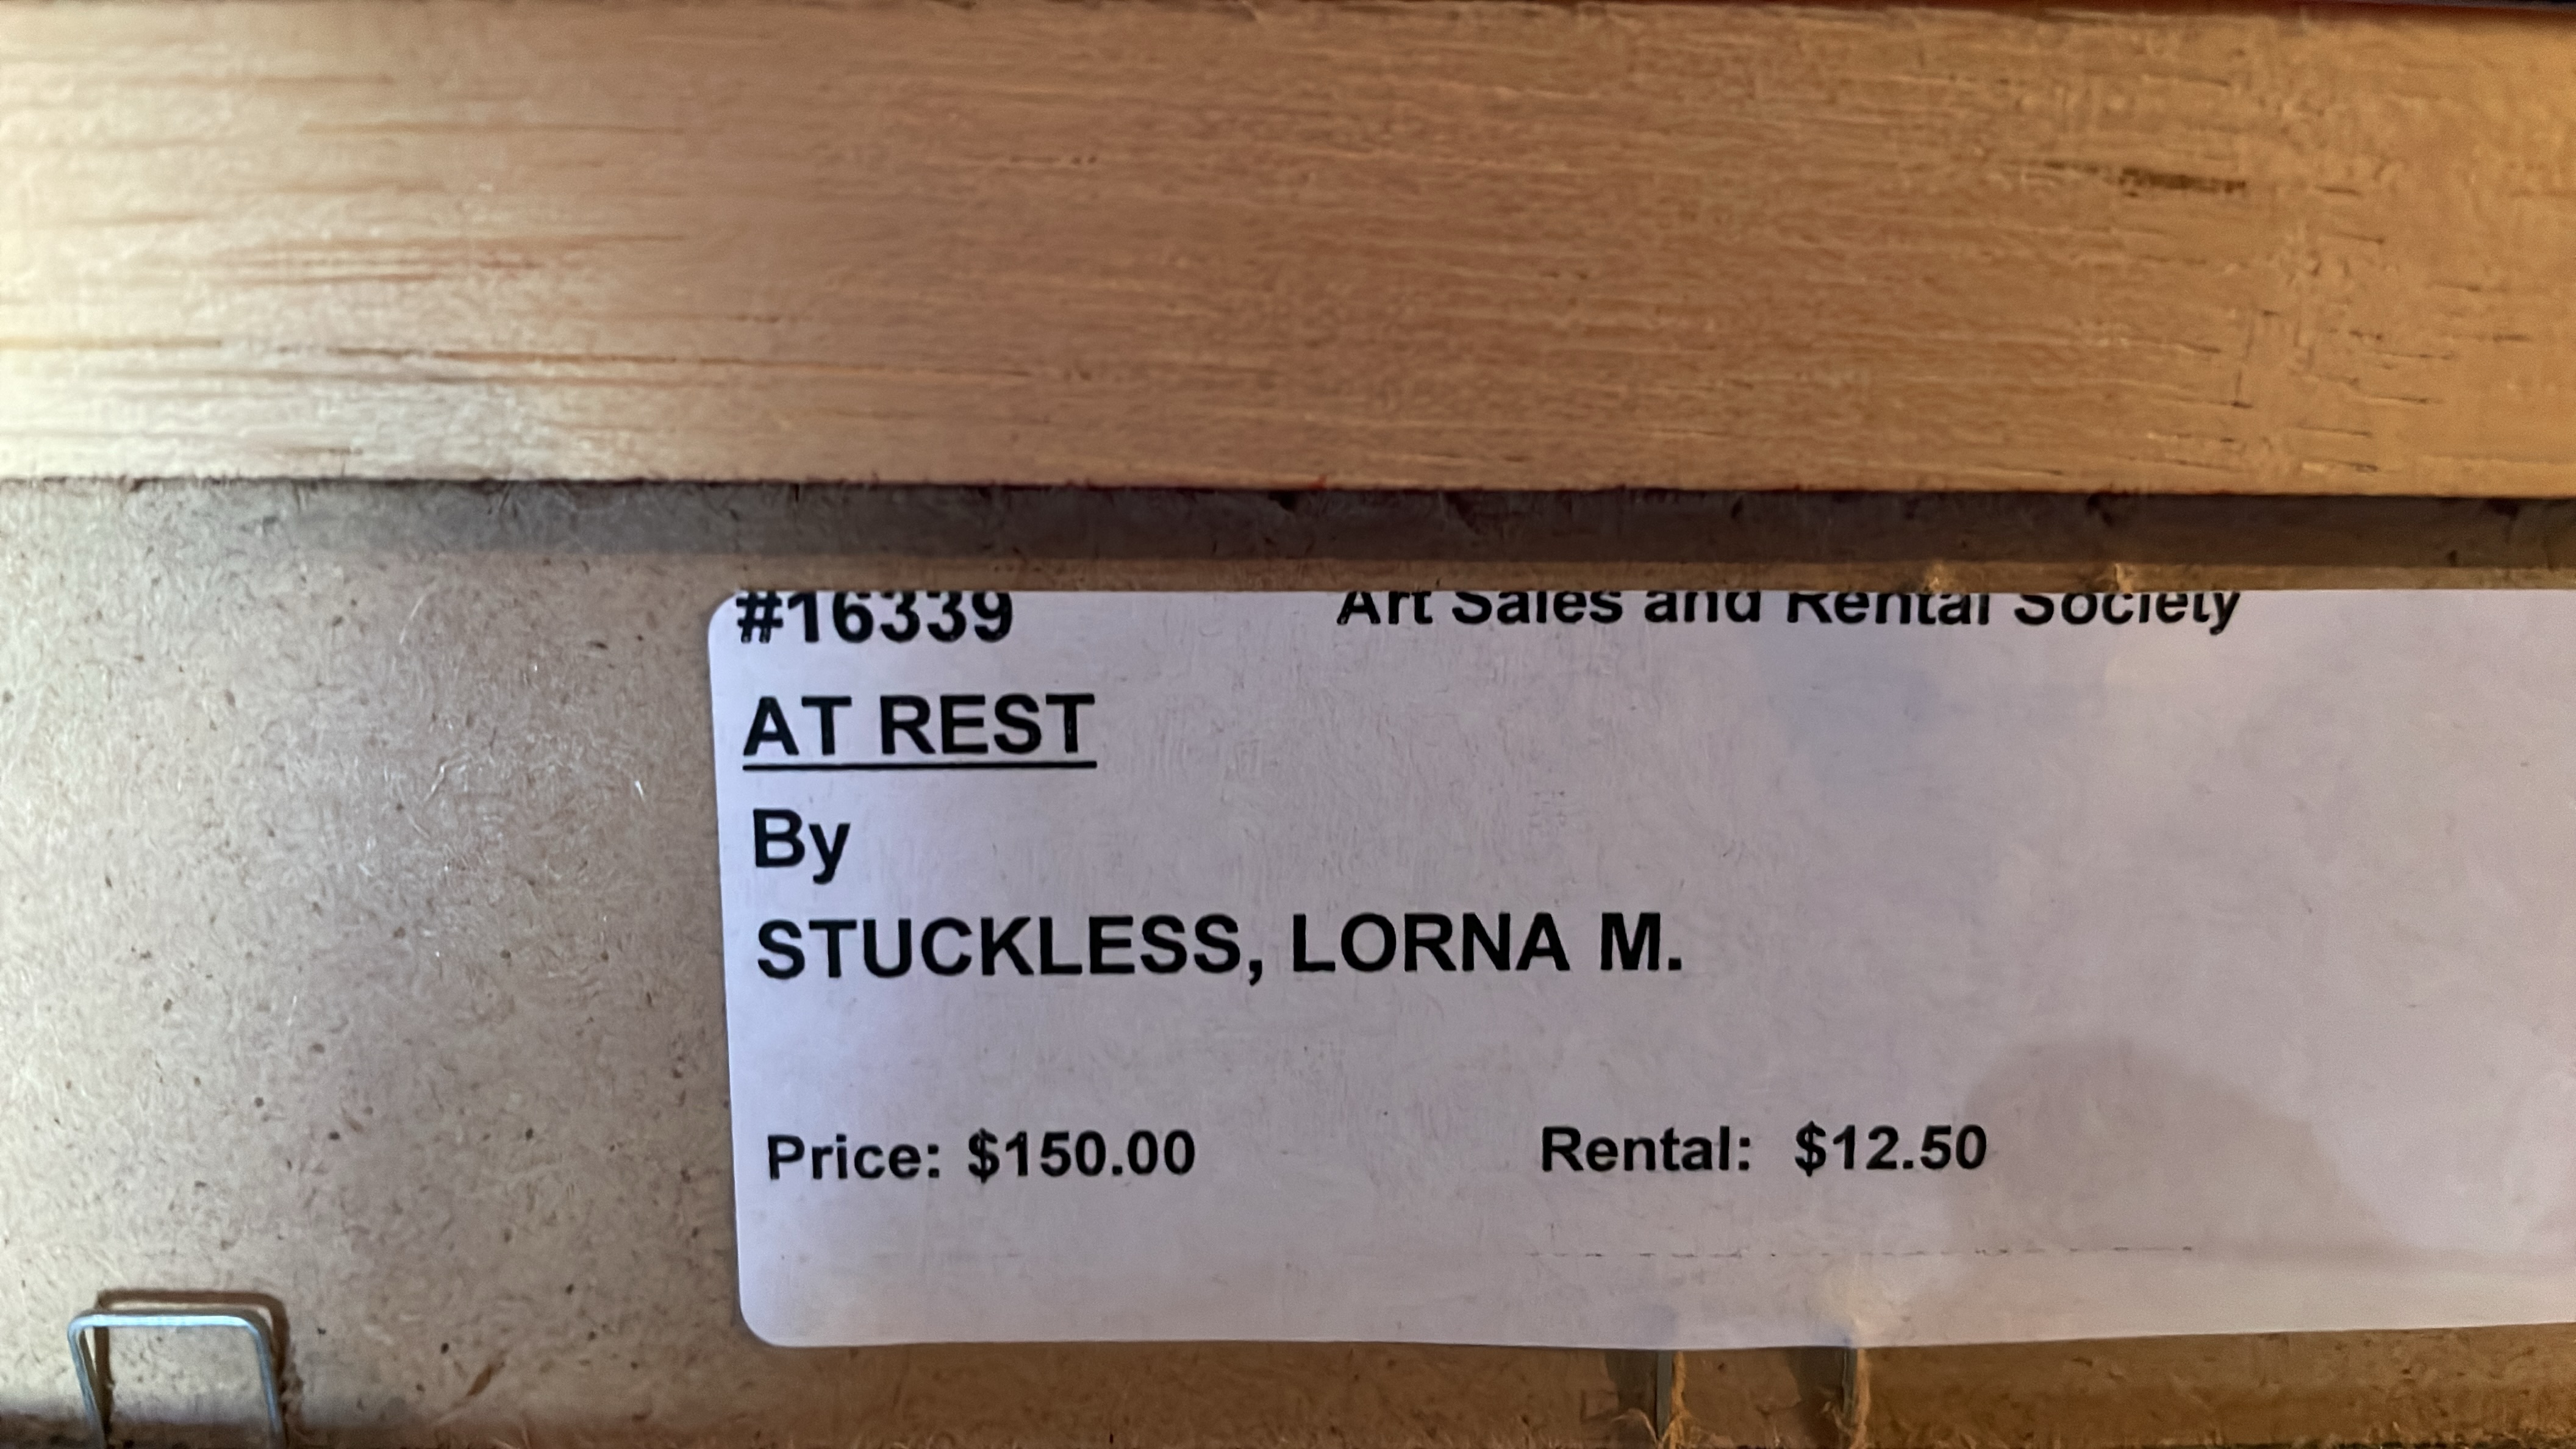 #16339 Art Sales and Rental Society
AT REST
By
STUCKLESS, LORNA M.
Price: $150.00 Rental: $12.50